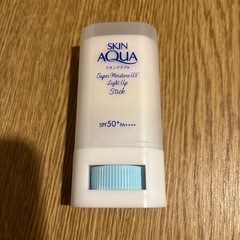 SKIN
AQUA
スキンアクア
Super Moisture UV
Light Up
Stick
SPF50+PA++++